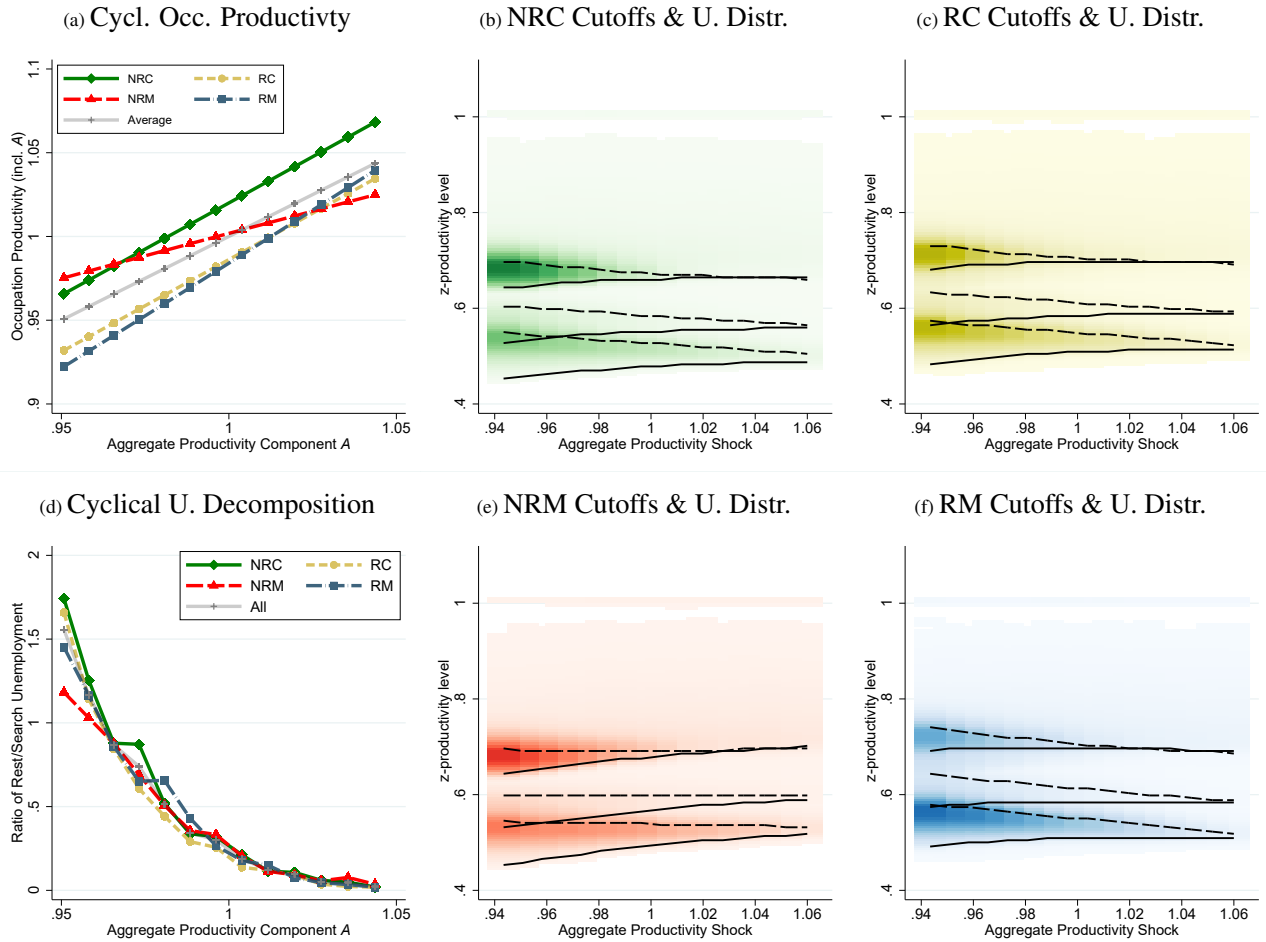 (a) Cycl. Occ. Productivty
(b) NRC Cutoffs & U. Distr.
(c) RC Cutoffs & U. Distr.
Occupation Productivity (incl. A)
.9 .95 1 1.05 1.1
NRC RC
NRM RM
Average
.95 1 1.05
Aggregate Productivity Component A
z-productivity level
.4 .6 .8 1
.94 .96 .98 1 1.02 1.04 1.06
Aggregate Productivity Shock
z-productivity level
.4 .6 .8 1
.94 .96 .98 1 1.02 1.04 1.06
Aggregate Productivity Shock
(d) Cyclical U. Decomposition
(e) NRM Cutoffs & U. Distr.
(f) RM Cutoffs & U. Distr.
Ratio of Rest/Search Unemployment
0 .5 1 1.5 2
NRC RC
NRM RM
All
.95 1 1.05
Aggregate Productivity Component A
z-productivity level
.4 .6 .8 1
.94 .96 .98 1 1.02 1.04 1.06
Aggregate Productivity Shock
z-productivity level
.4 .6 .8 1
.94 .96 .98 1 1.02 1.04 1.06
Aggregate Productivity Shock